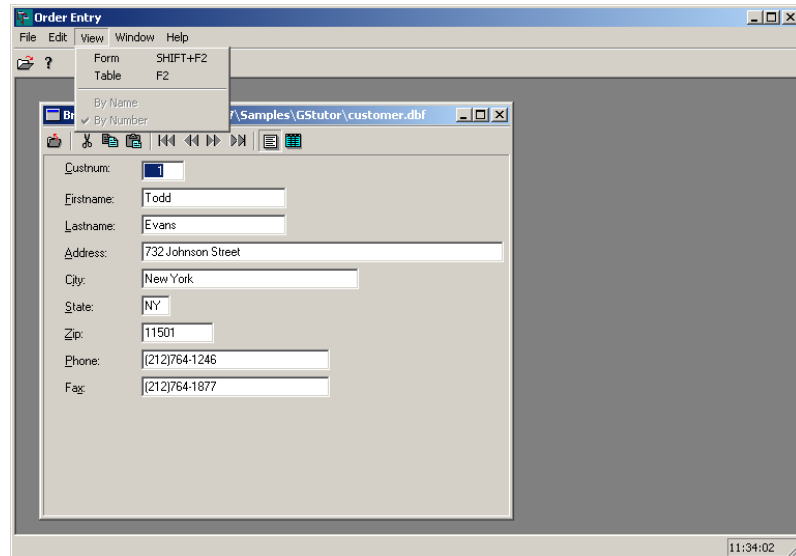 Order Entry
File Edit View Window Help
Form SHIFT+F2
Table F2
By Name
By Number
\Samples\GStutor\customer.dbf
Custnum: 1
Firstname: Todd
Lastname: Evans
Address: 732 Johnson Street
City: New York
State: NY
Zip: 11501
Phone: (212)764-1246
Fax: (212)764-1877
11:34:02